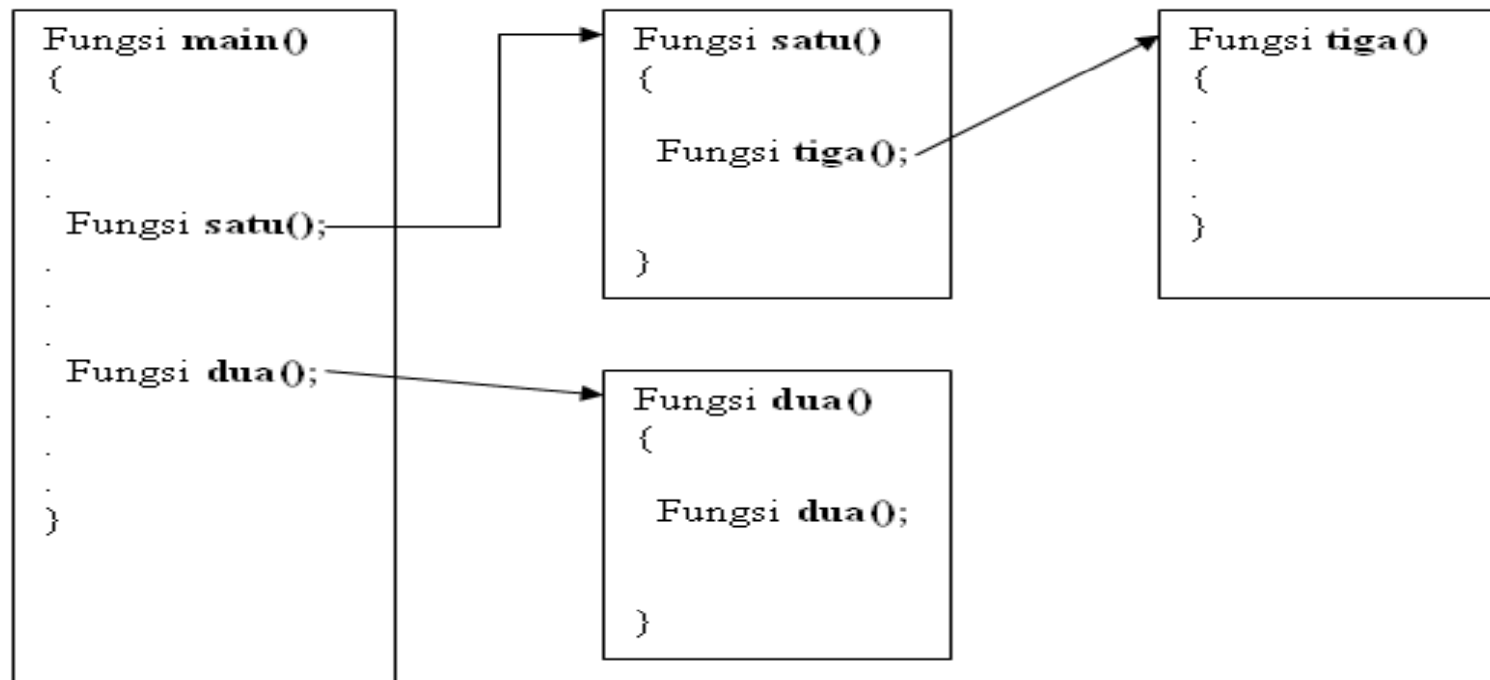 Fungsi main()
{
.
.
.
Fungsi satu();
.
.
.
Fungsi dua();
.
.
.
}
Fungsi satu()
{
Fungsi tiga();
}
Fungsi tiga()
{
.
.
.
}
Fungsi dua()
{
Fungsi dua();
}